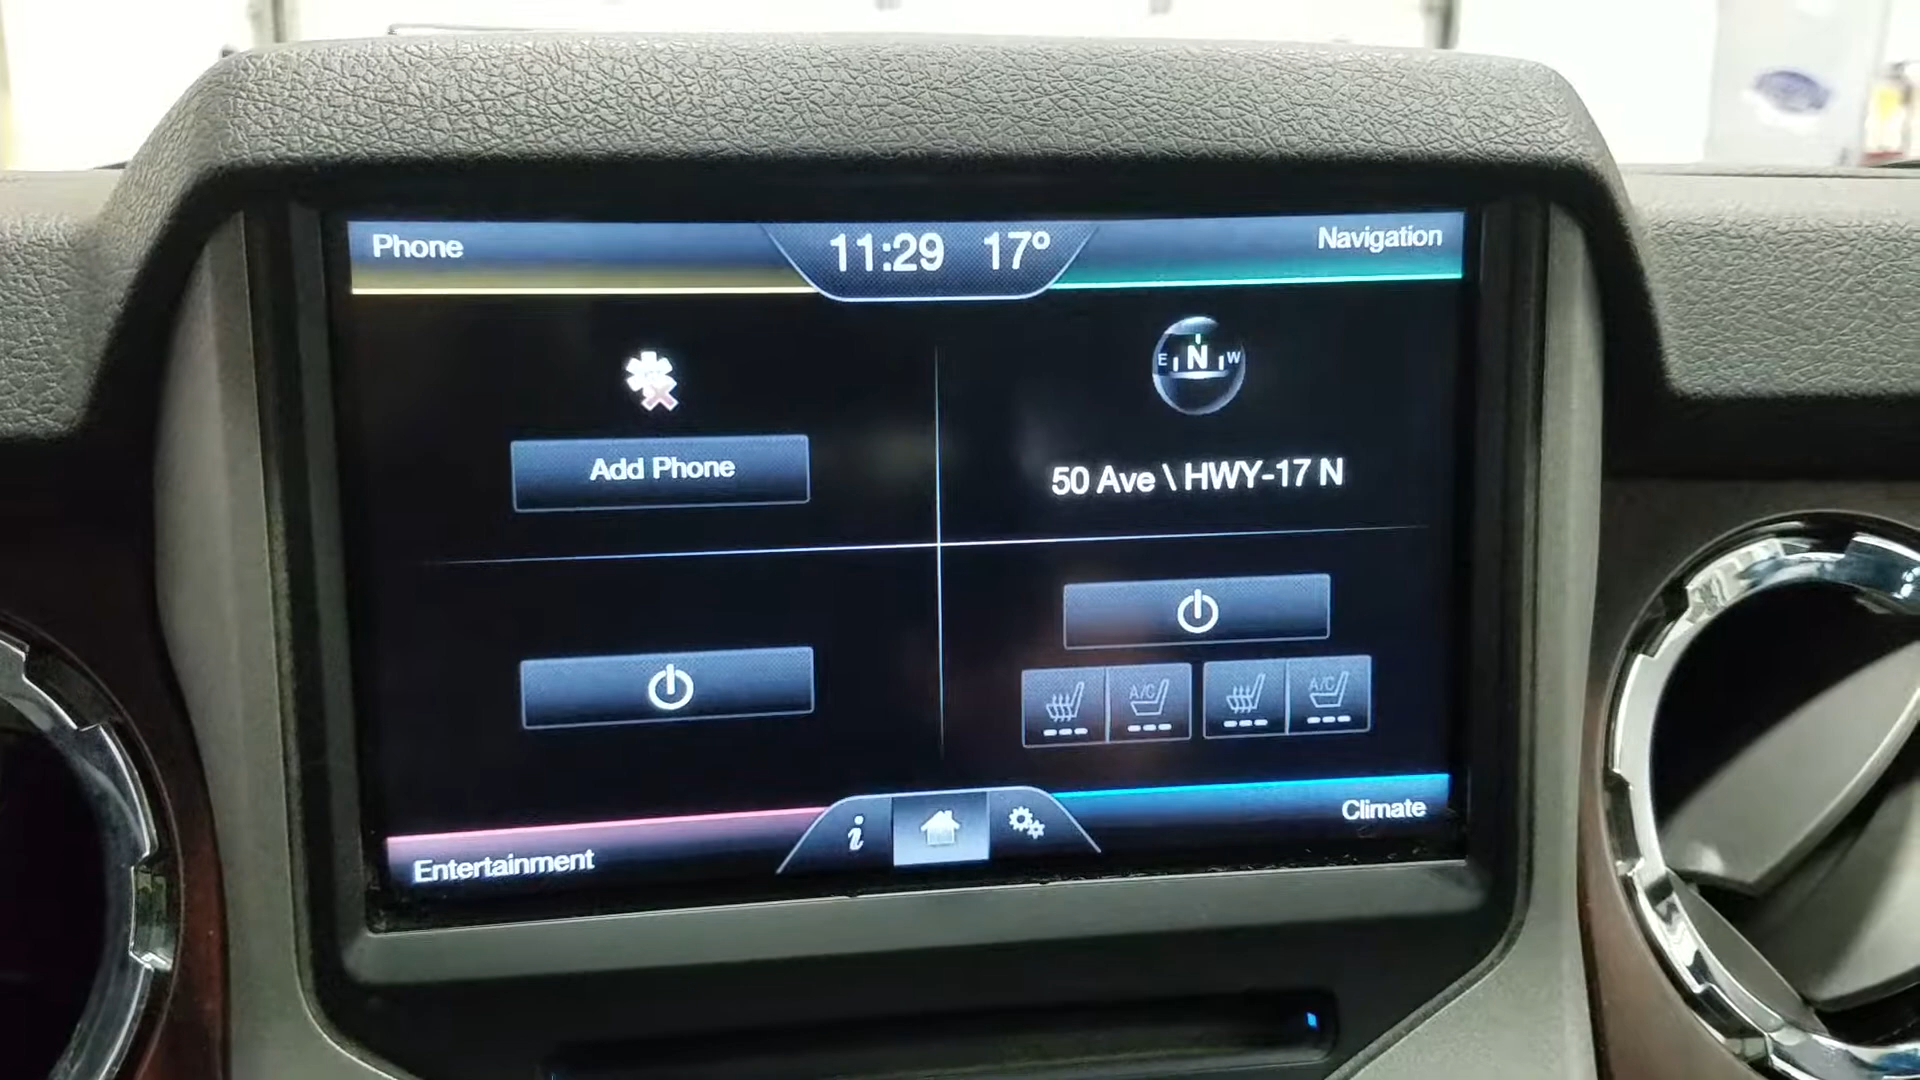 Phone
11:29 17°
Navigation
E N W
Add Phone
50 Ave \ HWY-17 N
A/C
A/C
Entertainment
i
Climate